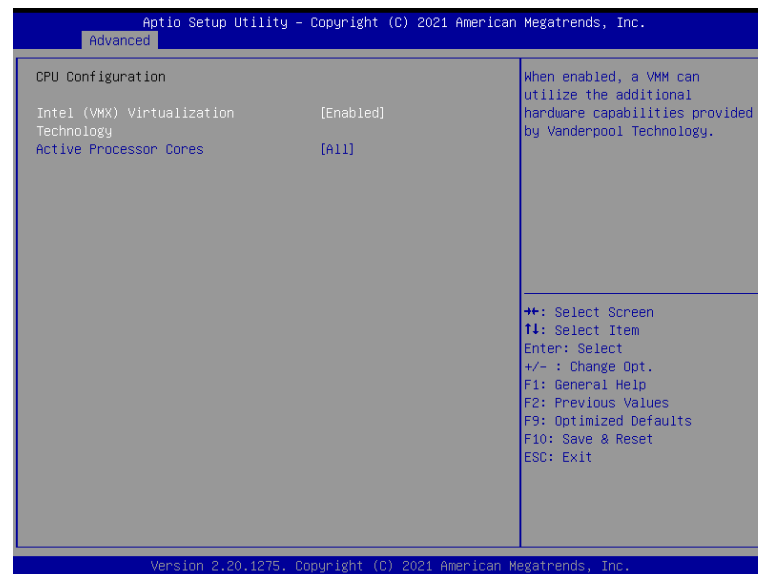 Aptio Setup Utility – Copyright (C) 2021 American Megatrends, Inc.
Advanced
CPU Configuration
Intel (VMX) Virtualization [Enabled]
Technology
Active Processor Cores [All]
When enabled, a VMM can
utilize the additional
hardware capabilities provided
by Vanderpool Technology.
→←: Select Screen
↑↓: Select Item
Enter: Select
+/- : Change Opt.
F1: General Help
F2: Previous Values
F9: Optimized Defaults
F10: Save & Reset
ESC: Exit
Version 2.20.1275. Copyright (C) 2021 American Megatrends, Inc.